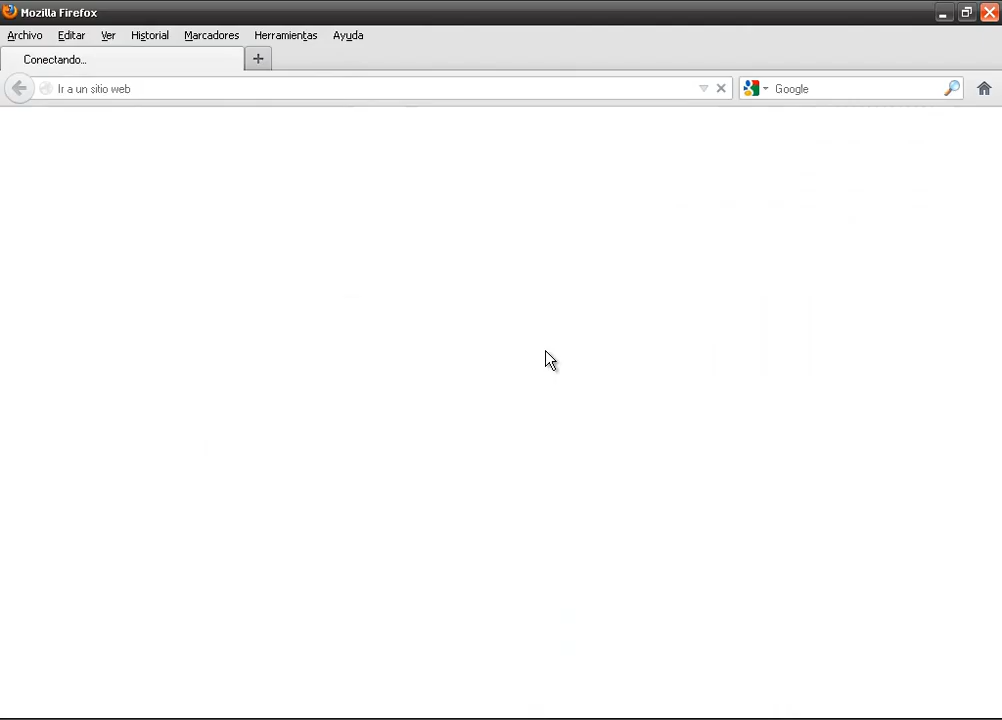 Mozilla Firefox
Archivo Editar Ver Historial Marcadores Herramientas Ayuda
Conectando...
Ir a un sitio web Google